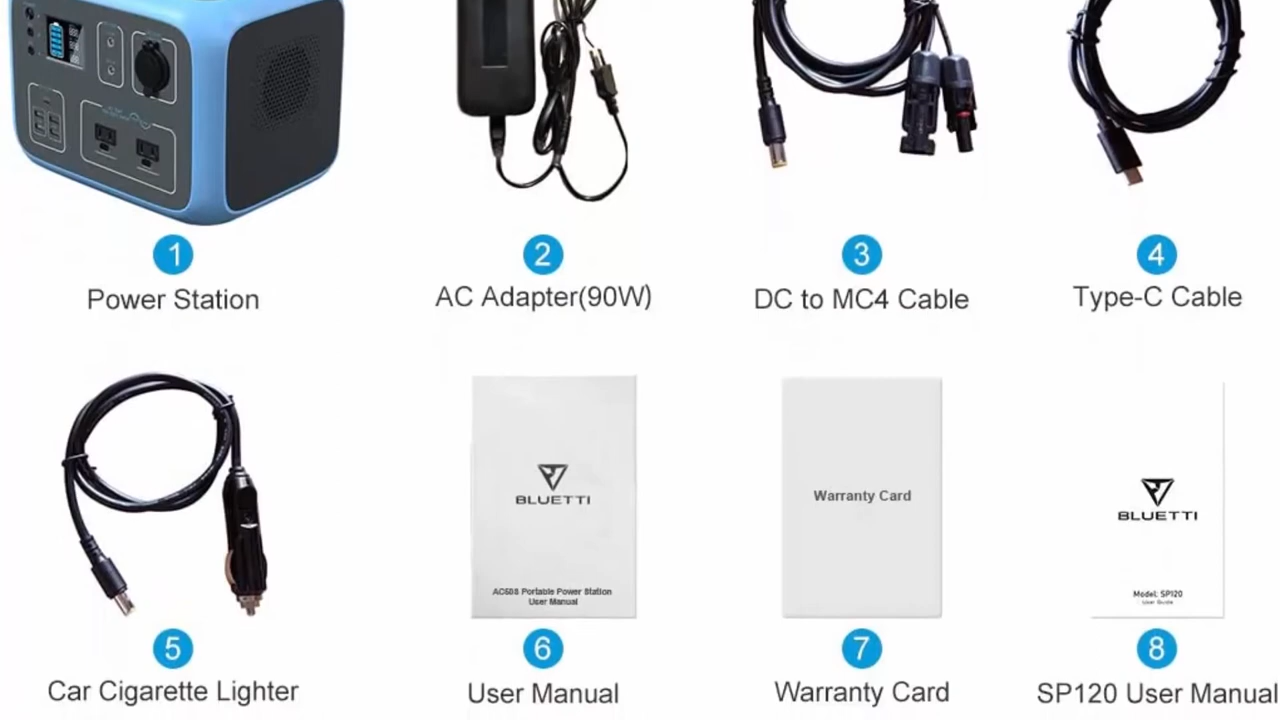 1
2
3
4
Power Station
AC Adapter(90W)
DC to MC4 Cable
Type-C Cable
BLUETTI
Warranty Card
BLUETTI
Portable Power Station
User Manual
Model: SP120
User Guide
5
6
7
8
Car Cigarette Lighter
User Manual
Warranty Card
SP120 User Manual